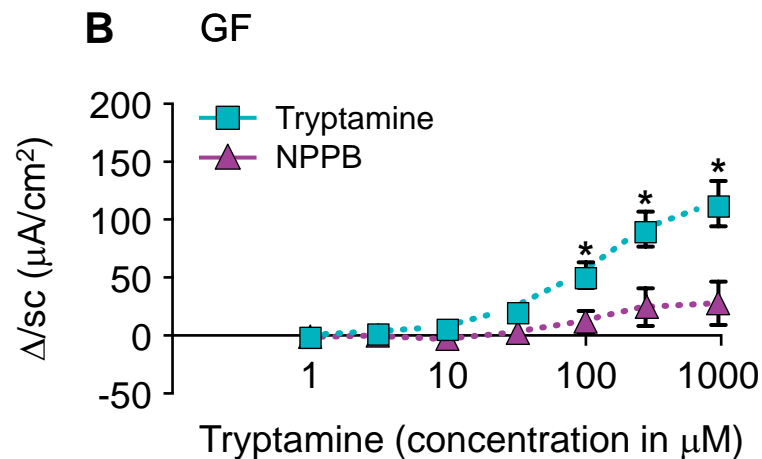 B GF
200
150
100
50
0
-50
Δ/sc (μA/cm²)
Tryptamine
NPPB
*
*
*
1 10 100 1000
Tryptamine (concentration in μM)